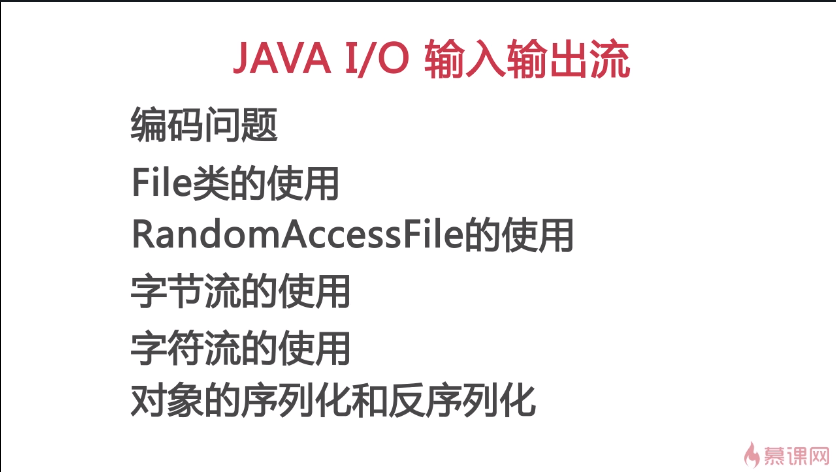 JAVA I/O 输入输出流
编码问题
File类的使用
RandomAccessFile的使用
字节流的使用
字符流的使用
对象的序列化和反序列化
慕课网